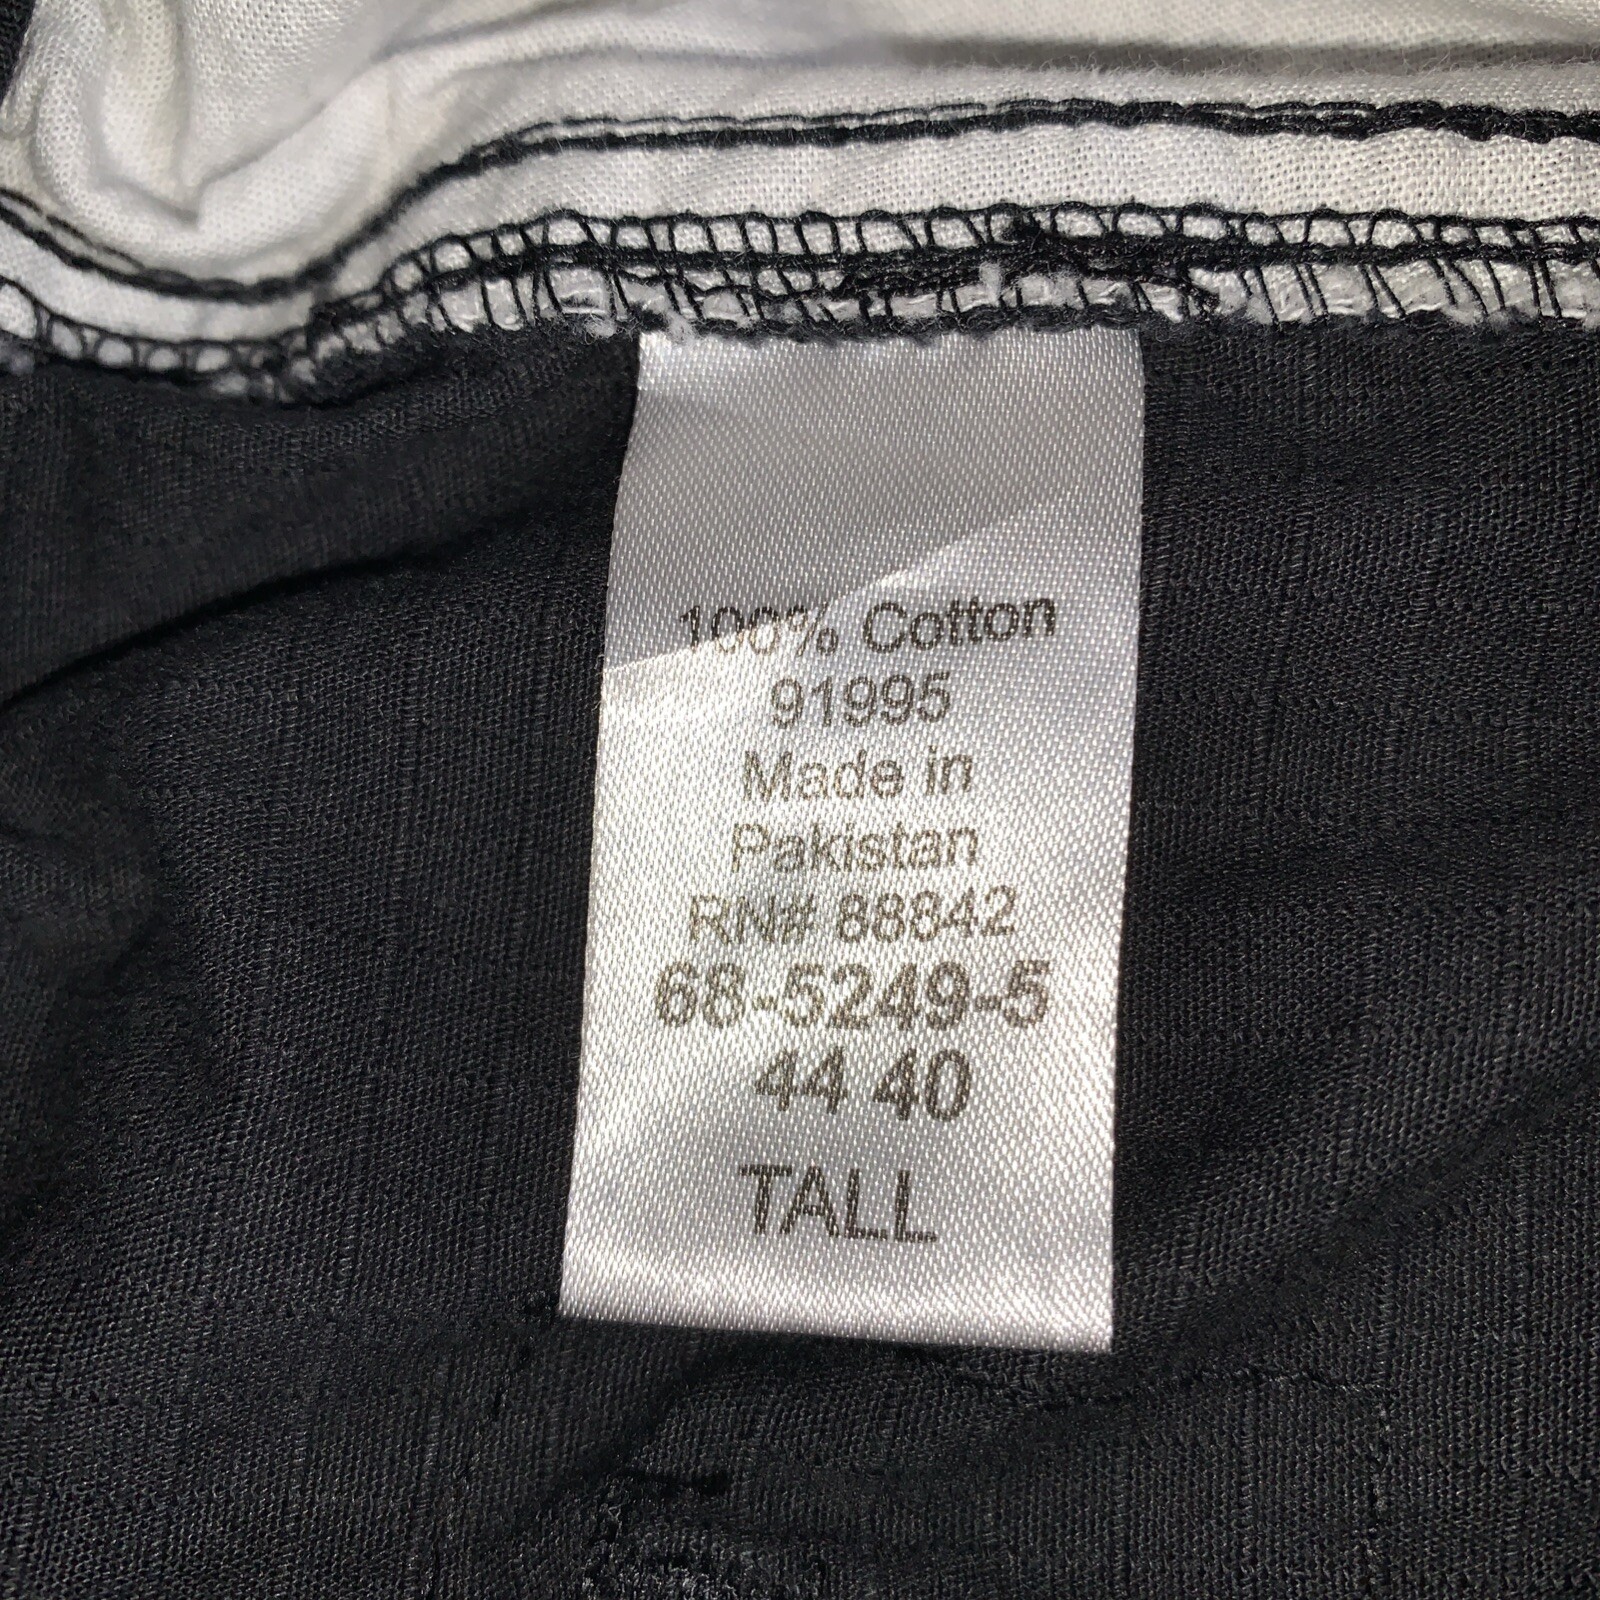 100% Cotton
91995
Made in
Pakistan
RN# 88842
68-5249-5
44 40
TALL